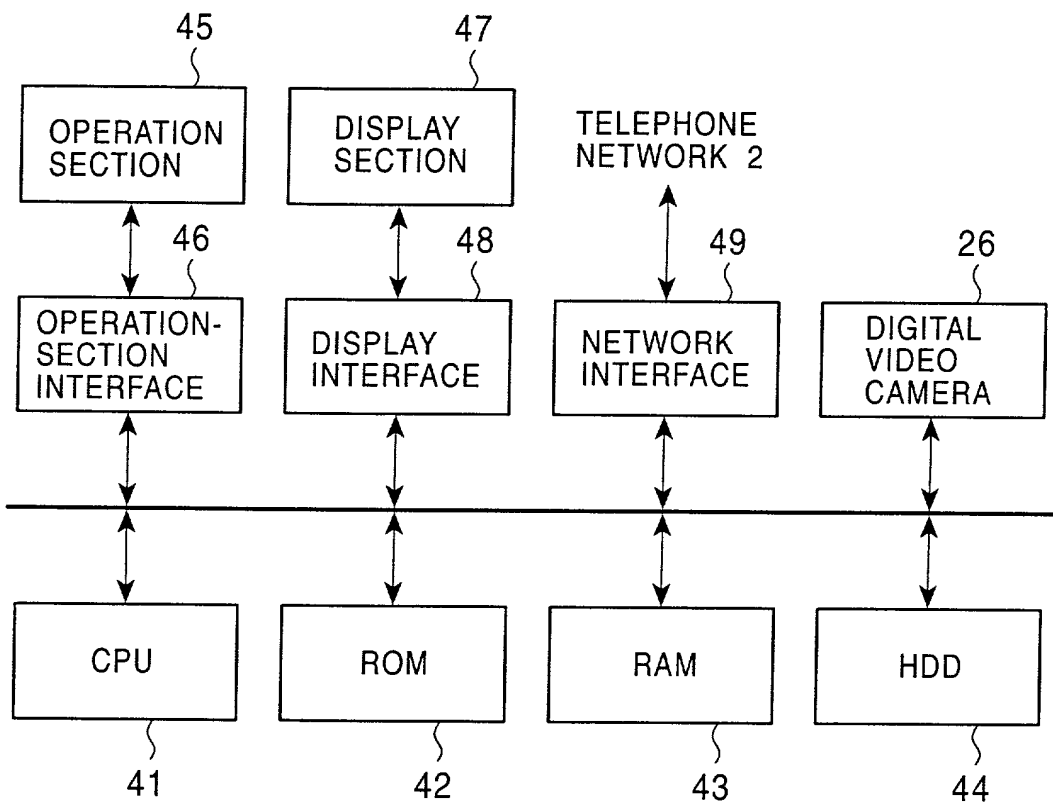 45
47
OPERATION
SECTION
DISPLAY
SECTION
TELEPHONE
NETWORK 2
46
48
49
26
OPERATION-
SECTION
INTERFACE
DISPLAY
INTERFACE
NETWORK
INTERFACE
DIGITAL
VIDEO
CAMERA
CPU
ROM
RAM
HDD
41
42
43
44